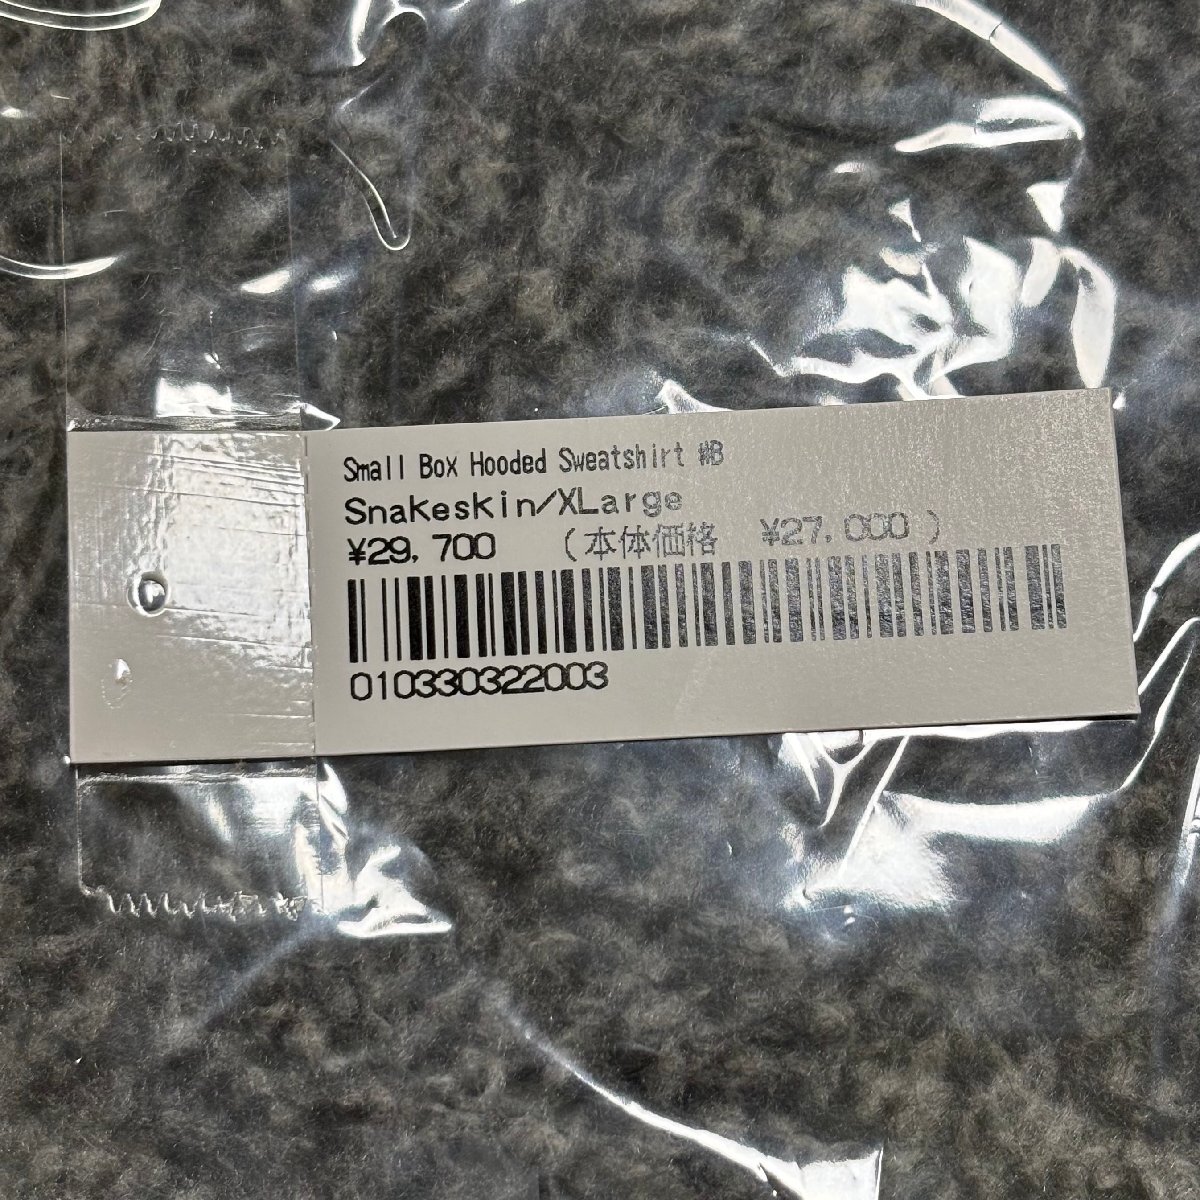 Small Box Hooded Sweatshirt #B
Snakeskin/XLarge
¥29,700 (本体価格 ¥27,000)
010330322003